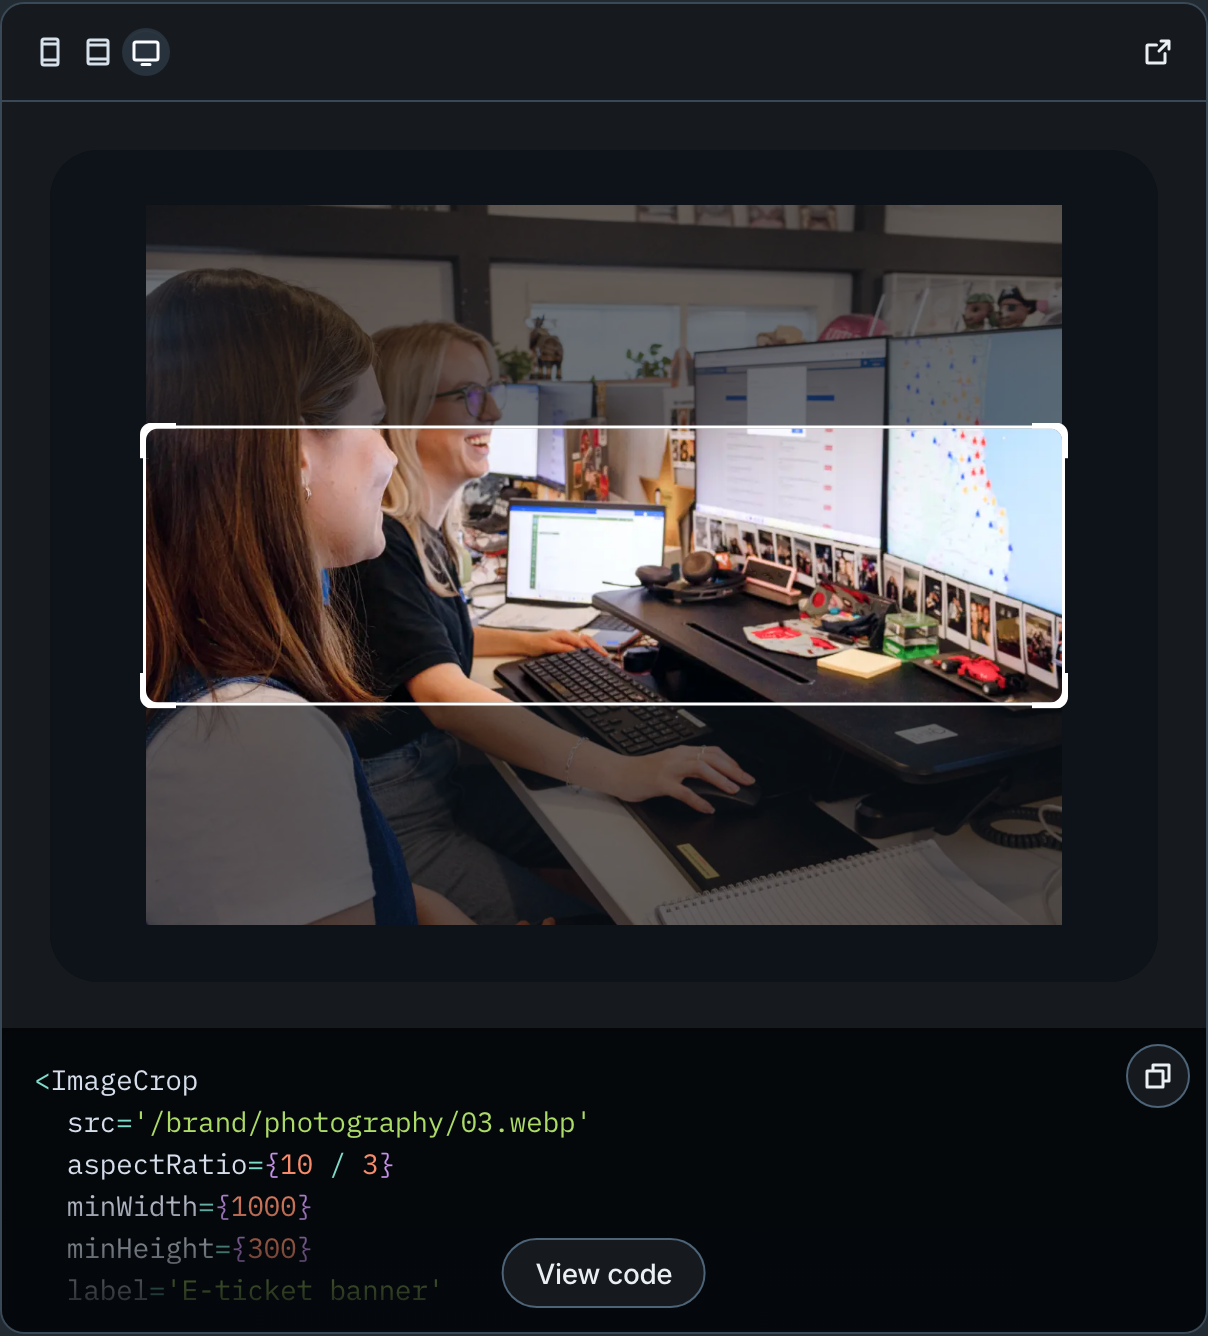 <ImageCrop
src='/brand/photography/03.webp'
aspectRatio={10 / 3}
minWidth={1000}
minHeight={300}
label='E-ticket banner'
View code